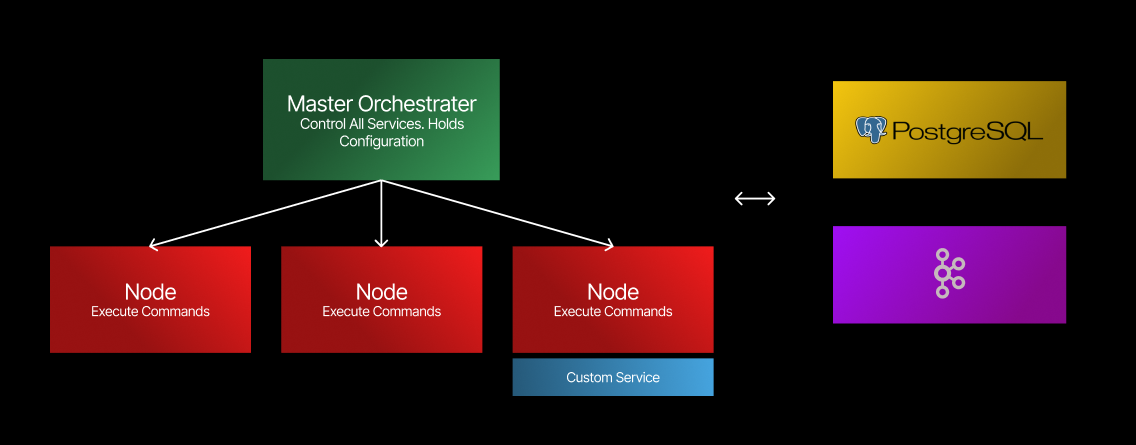 Master Orchestrater
Control All Services. Holds
Configuration
PostgreSQL
Node
Execute Commands
Node
Execute Commands
Node
Execute Commands
Custom Service